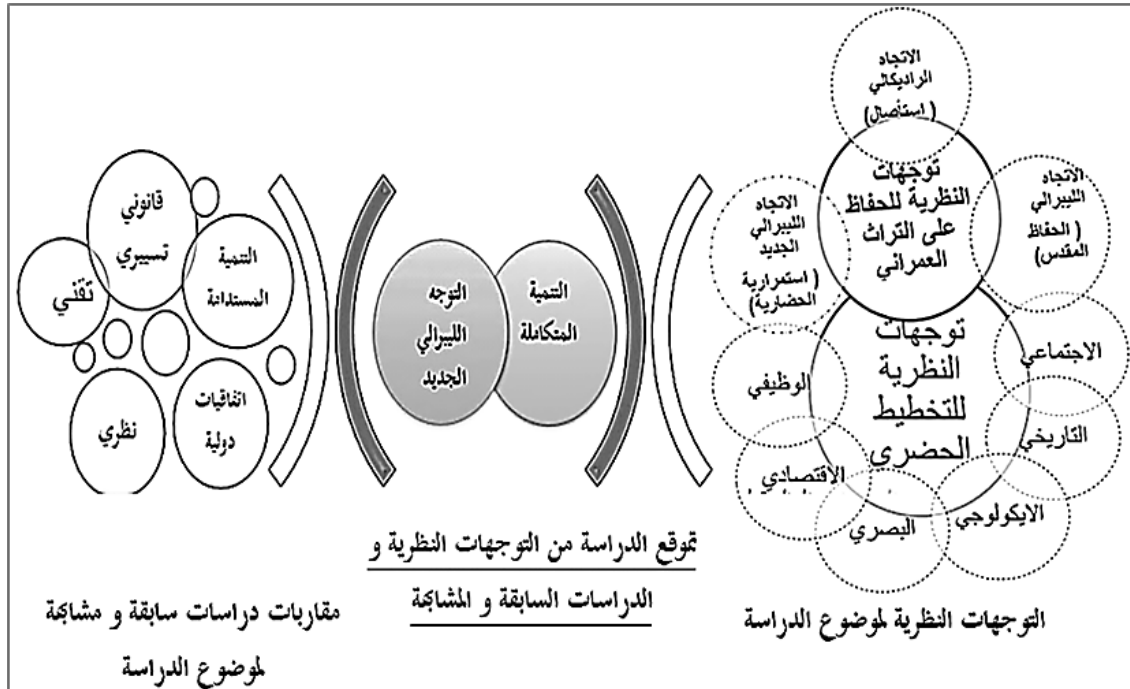 الاتجاه
الراديكالي
(استأصال)
توجهات
النظرية للحفاظ
على التراث
العمراني
الاتجاه
الليبرالي
(الحفاظ
المقدس)
الاتجاه
الليبرالي
الجديد
(استمرارية
الحضارية)
توجهات
النظرية
للتخطيط
الحضري
الاجتماعي
التاريخي
الايكولوجي
البصري
الاقتصادي
الوظيفي
التوجهات النظرية لموضوع الدراسة
التنمية
المتكاملة
التوجه
الليبرالي
الجديد
تموقع الدراسة من التوجهات النظرية و
الدراسات السابقة و المشابهة
قانوني
تسييري
تقني
التنمية
المستدامة
اتفاقيات
دولية
نظري
مقاربات دراسات سابقة و مشابهة
لموضوع الدراسة